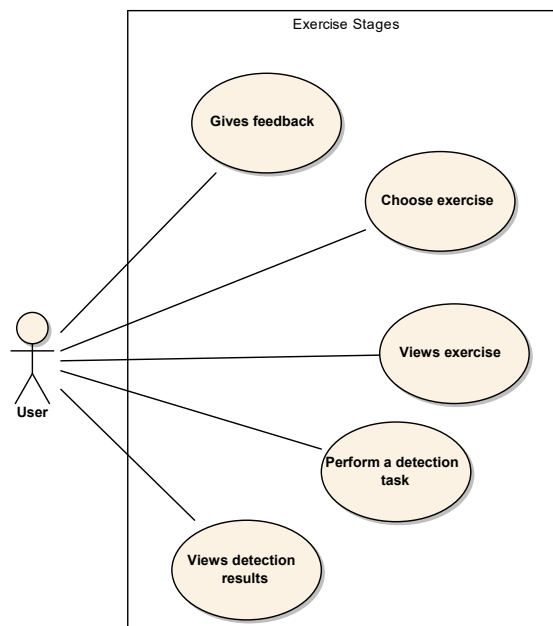 Exercise Stages
Gives feedback
Choose exercise
Views exercise
User
Perform a detection
task
Views detection
results